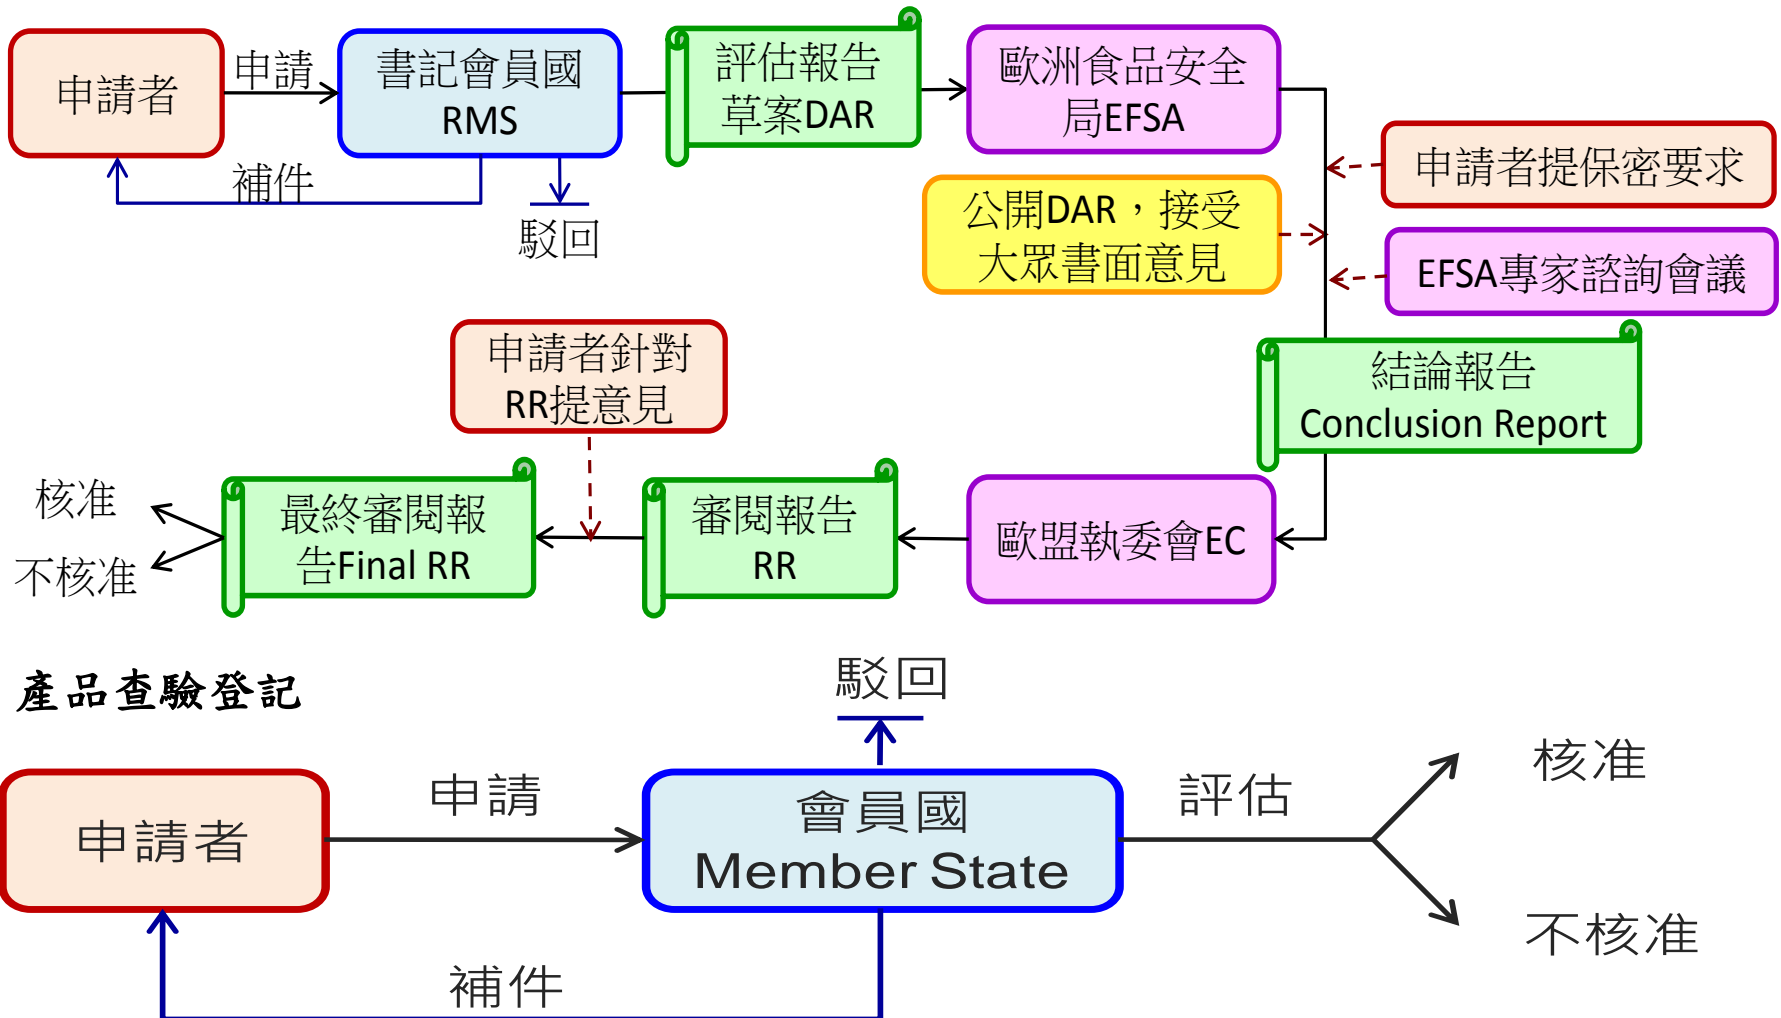 申請者
申請
書記會員國
RMS
補件
駁回
評估報告
草案DAR
歐洲食品安全
局EFSA
申請者提保密要求
公開DAR，接受
大眾書面意見
EFSA專家諮詢會議
結論報告
Conclusion Report
歐盟執委會EC
審閱報告
RR
申請者針對
RR提意見
最終審閱報
告Final RR
核准
不核准
產品查驗登記
申請者
申請
駁回
會員國
Member State
評估
核准
不核准
補件